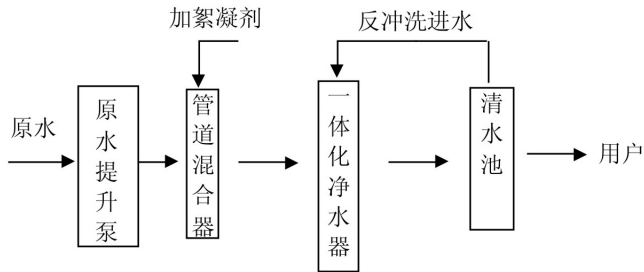 加絮凝剂
反冲洗进水
原水
原水提升泵
管道混合器
一体化净水器
清水池
用户